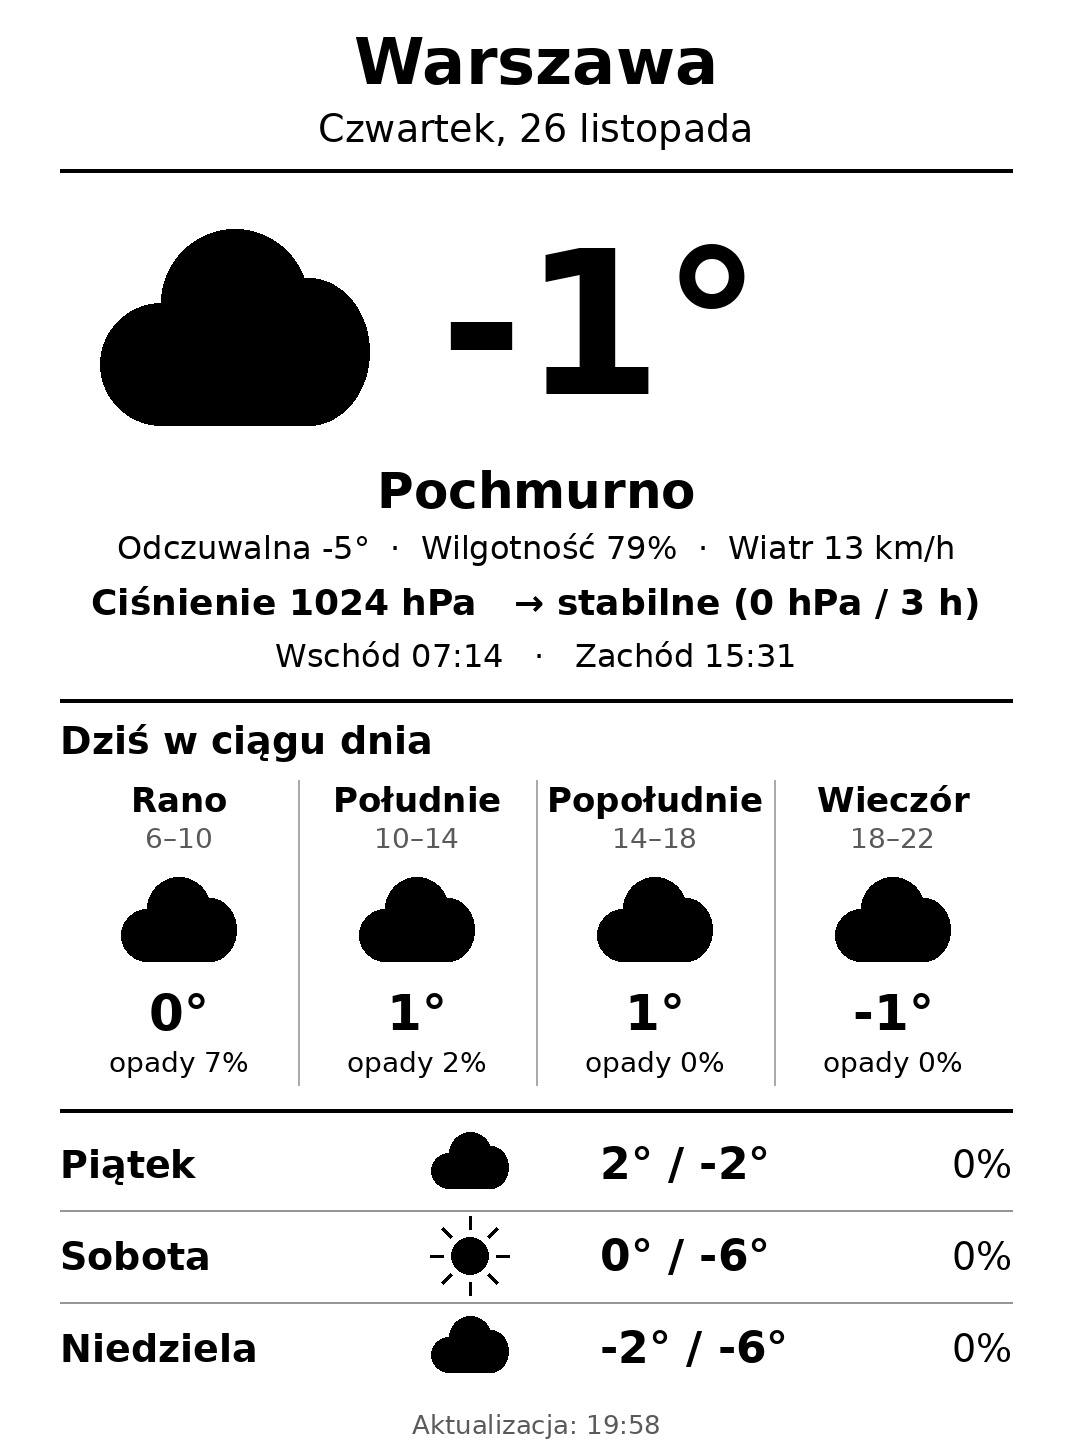 Warszawa
Czwartek, 26 listopada
-1°
Pochmurno
Odczuwalna -5° · Wilgotność 79% · Wiatr 13 km/h
Ciśnienie 1024 hPa → stabilne (0 hPa / 3 h)
Wschód 07:14 · Zachód 15:31
Dziś w ciągu dnia
Rano Południe Popołudnie Wieczór
6–10 10–14 14–18 18–22
0° 1° 1° -1°
opady 7% opady 2% opady 0% opady 0%
Piątek 2° / -2° 0%
Sobota 0° / -6° 0%
Niedziela -2° / -6° 0%
Aktualizacja: 19:58